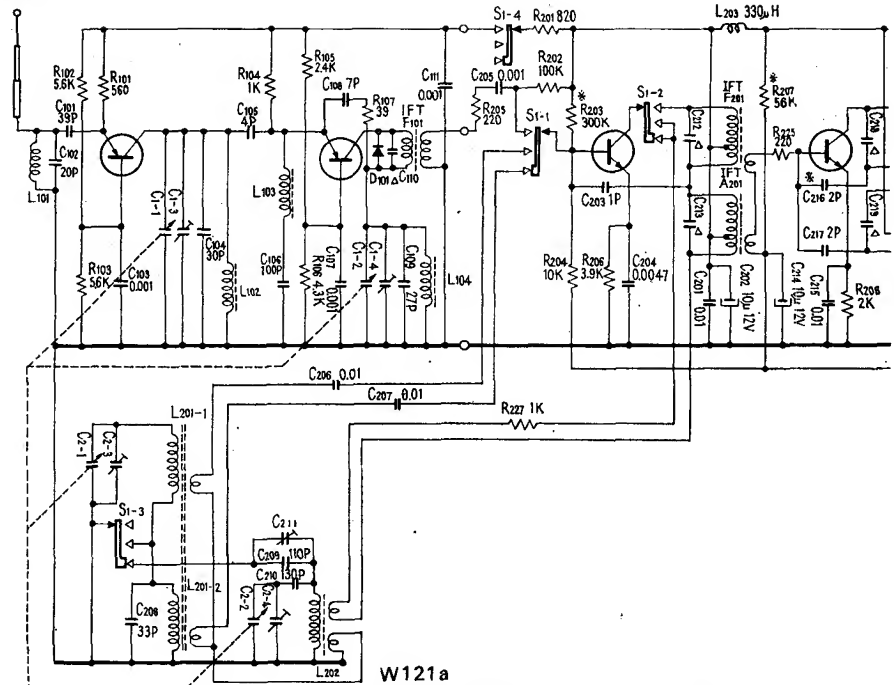 S1-4
R201 820
L203 330μH
R102 5.6K
R101 560
R104 1K
R105 2.4K
C108 7P
R107 39
IFT F101
C111 0.001
C205 0.001
R202 100K
S1-1
S1-2
R203 300K
*
C212
IFT F201
R207 56K
*
C218
C101 39P
C105 4P
R205 220
R225 220
L101
C102 20P
C1-1
C1-3
L103
D101
C110
IFT A201
C216 2P
*
C203 1P
C213
C217 2P
C219
R103 5.6K
C103 0.001
C104 30P
L102
C106 100P
R106 4.3K
C107 0.001
C1-2
C1-4
C109 27P
L104
R204 10K
R206 3.9K
C204 0.0047
C201 0.01
C202 10μ 12V
C214 10μ 12V
C215 0.01
R208 2K
C206 0.01
C207 0.01
R227 1K
L201-1
C2-1
C2-3
S1-3
C211
C209 110P
C210 130P
L201-2
C2-2
C2-4
C208 33P
L202
W121a